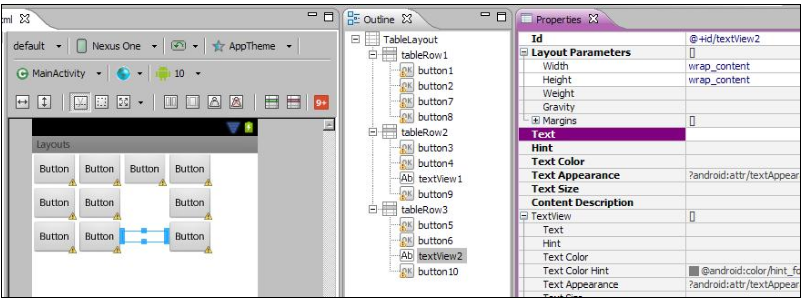 ml
default
Nexus One
AppTheme
MainActivity
10
9+
Layouts
Button Button Button Button
Button Button Button
Button Button Button
Outline
TableLayout
tableRow1
button1
button2
button7
button8
tableRow2
button3
button4
Ab textView1
button9
tableRow3
button5
button6
Ab textView2
button10
Properties
Id @+id/textView2
Layout Parameters []
Width wrap_content
Height wrap_content
Weight
Gravity
Margins []
Text
Hint
Text Color
Text Appearance ?android:attr/textAppear
Text Size
Content Description
TextView []
Text
Hint
Text Color
Text Color Hint @android:color/hint_fo
Text Appearance ?android:attr/textAppear